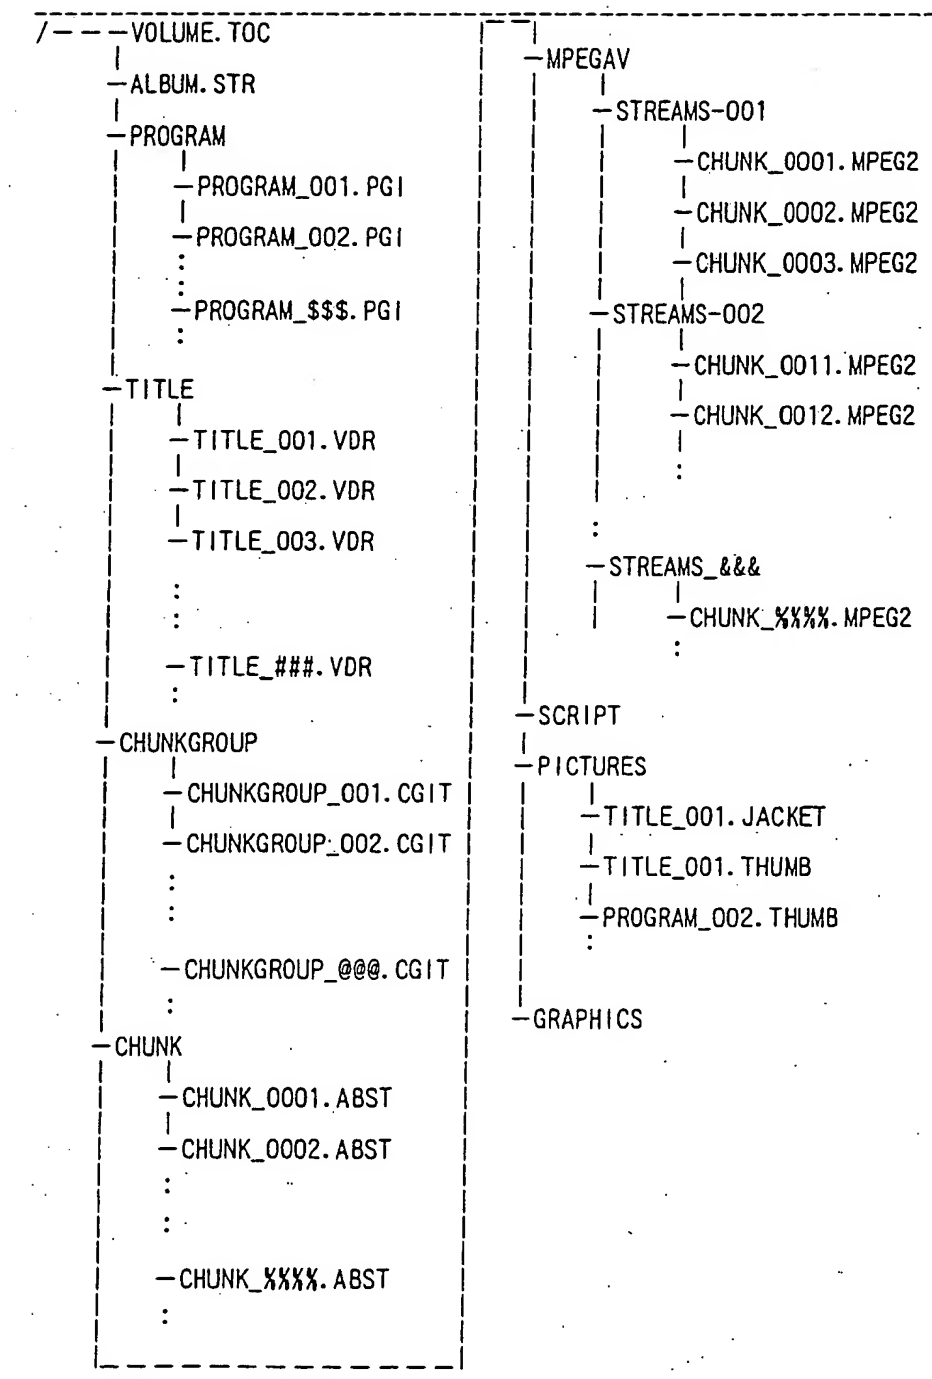 /---VOLUME.TOC
ALBUM.STR
PROGRAM
PROGRAM_001.PGI
PROGRAM_002.PGI
:
:
PROGRAM_$$$.PGI
:
TITLE
TITLE_001.VDR
TITLE_002.VDR
TITLE_003.VDR
:
:
TITLE_###.VDR
:
CHUNKGROUP
CHUNKGROUP_001.CGIT
CHUNKGROUP_002.CGIT
:
:
CHUNKGROUP_@@@.CGIT
:
CHUNK
CHUNK_0001.ABST
CHUNK_0002.ABST
:
:
CHUNK_%%%%.ABST
:
MPEGAV
STREAMS-001
CHUNK_0001.MPEG2
CHUNK_0002.MPEG2
CHUNK_0003.MPEG2
STREAMS-002
CHUNK_0011.MPEG2
CHUNK_0012.MPEG2
:
:
STREAMS_&&&
CHUNK_%%%%.MPEG2
:
SCRIPT
PICTURES
TITLE_001.JACKET
TITLE_001.THUMB
PROGRAM_002.THUMB
:
GRAPHICS